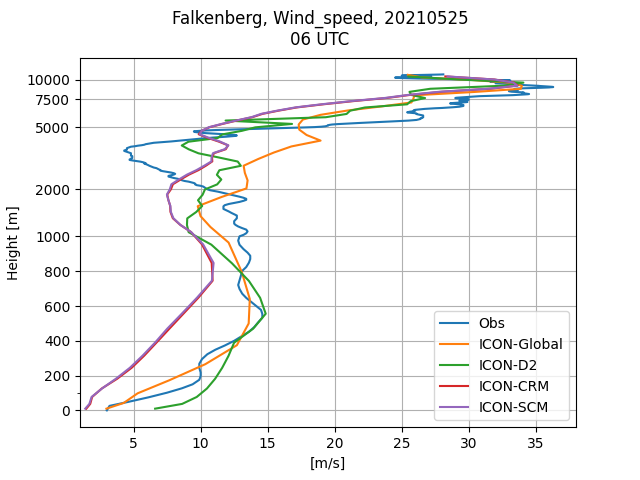 Falkenberg, Wind_speed, 20210525
06 UTC
Height [m]
10000
7500
5000
2000
1000
800
600
400
200
0
Obs
ICON-Global
ICON-D2
ICON-CRM
ICON-SCM
5 10 15 20 25 30 35
[m/s]